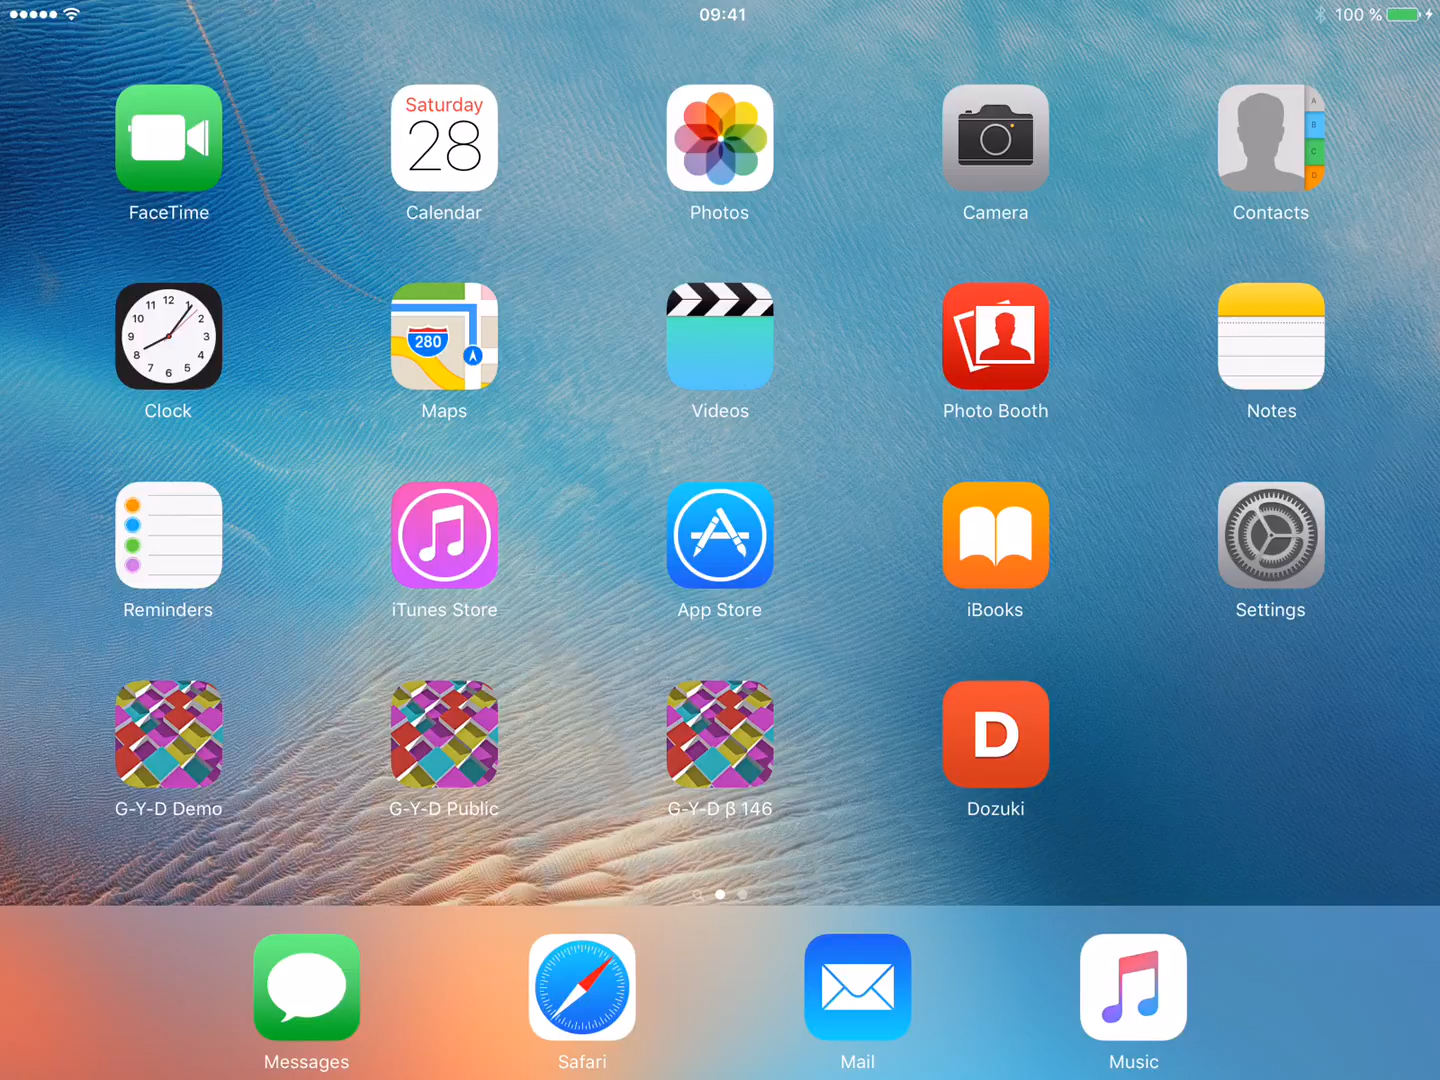 09:41
100 %
Saturday
28
A
B
C
D
FaceTime
Calendar
Photos
Camera
Contacts
12
1
2
3
4
5
6
7
8
9
10
11
280
Clock
Maps
Videos
Photo Booth
Notes
Reminders
iTunes Store
App Store
iBooks
Settings
D
G-Y-D Demo
G-Y-D Public
G-Y-D β 146
Dozuki
Messages
Safari
Mail
Music